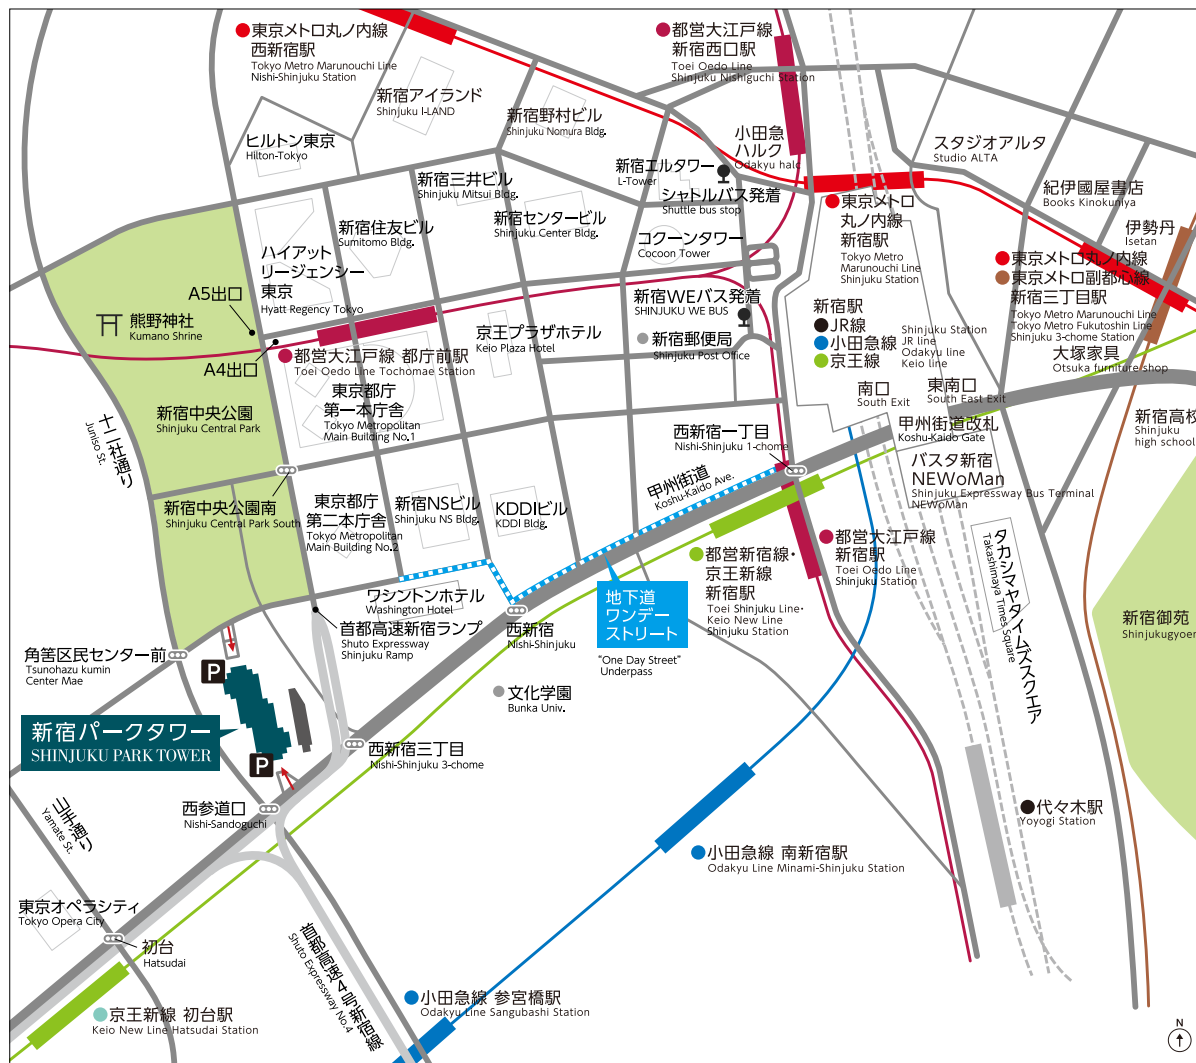 東京メトロ丸ノ内線
西新宿駅
Tokyo Metro Marunouchi Line
Nishi-Shinjuku Station
都営大江戸線
新宿西口駅
Toei Oedo Line
Shinjuku Nishiguchi Station
新宿アイランド
Shinjuku I-LAND
新宿野村ビル
Shinjuku Nomura Bldg.
ヒルトン東京
Hilton-Tokyo
小田急
ハルク
Odakyu halc
スタジオアルタ
Studio ALTA
新宿エルタワー
L-Tower
シャトルバス発着
Shuttle bus stop
新宿三井ビル
Shinjuku Mitsui Bldg.
紀伊國屋書店
Books Kinokuniya
新宿住友ビル
Sumitomo Bldg.
新宿センタービル
Shinjuku Center Bldg.
コクーンタワー
Cocoon Tower
東京メトロ
丸ノ内線
新宿駅
Tokyo Metro
Marunouchi Line
Shinjuku Station
伊勢丹
Isetan
ハイアット
リージェンシー
東京
Hyatt Regency Tokyo
東京メトロ丸ノ内線
東京メトロ副都心線
新宿三丁目駅
Tokyo Metro Marunouchi Line
Tokyo Metro Fukutoshin Line
Shinjuku 3-chome Station
A5出口
熊野神社
Kumano Shrine
新宿WEバス発着
SHINJUKU WE BUS
新宿駅
JR線
小田急線
京王線
Shinjuku Station
JR line
Odakyu line
Keio line
京王プラザホテル
Keio Plaza Hotel
新宿郵便局
Shinjuku Post Office
大塚家具
Otsuka furniture shop
A4出口
都営大江戸線 都庁前駅
Toei Oedo Line Tochomae Station
南口
South Exit
東南口
South East Exit
東京都庁
第一本庁舎
Tokyo Metropolitan
Main Building No.1
新宿中央公園
Shinjuku Central Park
十二社通り
Juniso St.
甲州街道改札
Koshu-Kaido Gate
新宿高校
Shinjuku
high school
西新宿一丁目
Nishi-Shinjuku 1-chome
バスタ新宿
NEWoMan
Shinjuku Expressway Bus Terminal
NEWoMan
甲州街道
Koshu-Kaido Ave.
新宿中央公園南
Shinjuku Central Park South
東京都庁
第二本庁舎
Tokyo Metropolitan
Main Building No.2
新宿NSビル
Shinjuku NS Bldg.
KDDIビル
KDDI Bldg.
タカシマヤタイムズスクエア
Takashimaya Times Square
都営大江戸線
新宿駅
Toei Oedo Line
Shinjuku Station
都営新宿線・
京王新線
新宿駅
Toei Shinjuku Line·
Keio New Line
Shinjuku Station
ワシントンホテル
Washington Hotel
地下道
ワンデー
ストリート
"One Day Street"
Underpass
新宿御苑
Shinjukugyoen
首都高速新宿ランプ
Shuto Expressway
Shinjuku Ramp
西新宿
Nishi-Shinjuku
角筈区民センター前
Tsunohazu kumin
Center Mae
P
文化学園
Bunka Univ.
新宿パークタワー
SHINJUKU PARK TOWER
P
西新宿三丁目
Nishi-Shinjuku 3-chome
山手通り
Yamate St.
西参道口
Nishi-Sandoguchi
代々木駅
Yoyogi Station
小田急線 南新宿駅
Odakyu Line Minami-Shinjuku Station
東京オペラシティ
Tokyo Opera City
初台
Hatsudai
首都高速4号新宿線
Shuto Expressway No.4
小田急線 参宮橋駅
Odakyu Line Sangubashi Station
京王新線 初台駅
Keio New Line Hatsudai Station
N